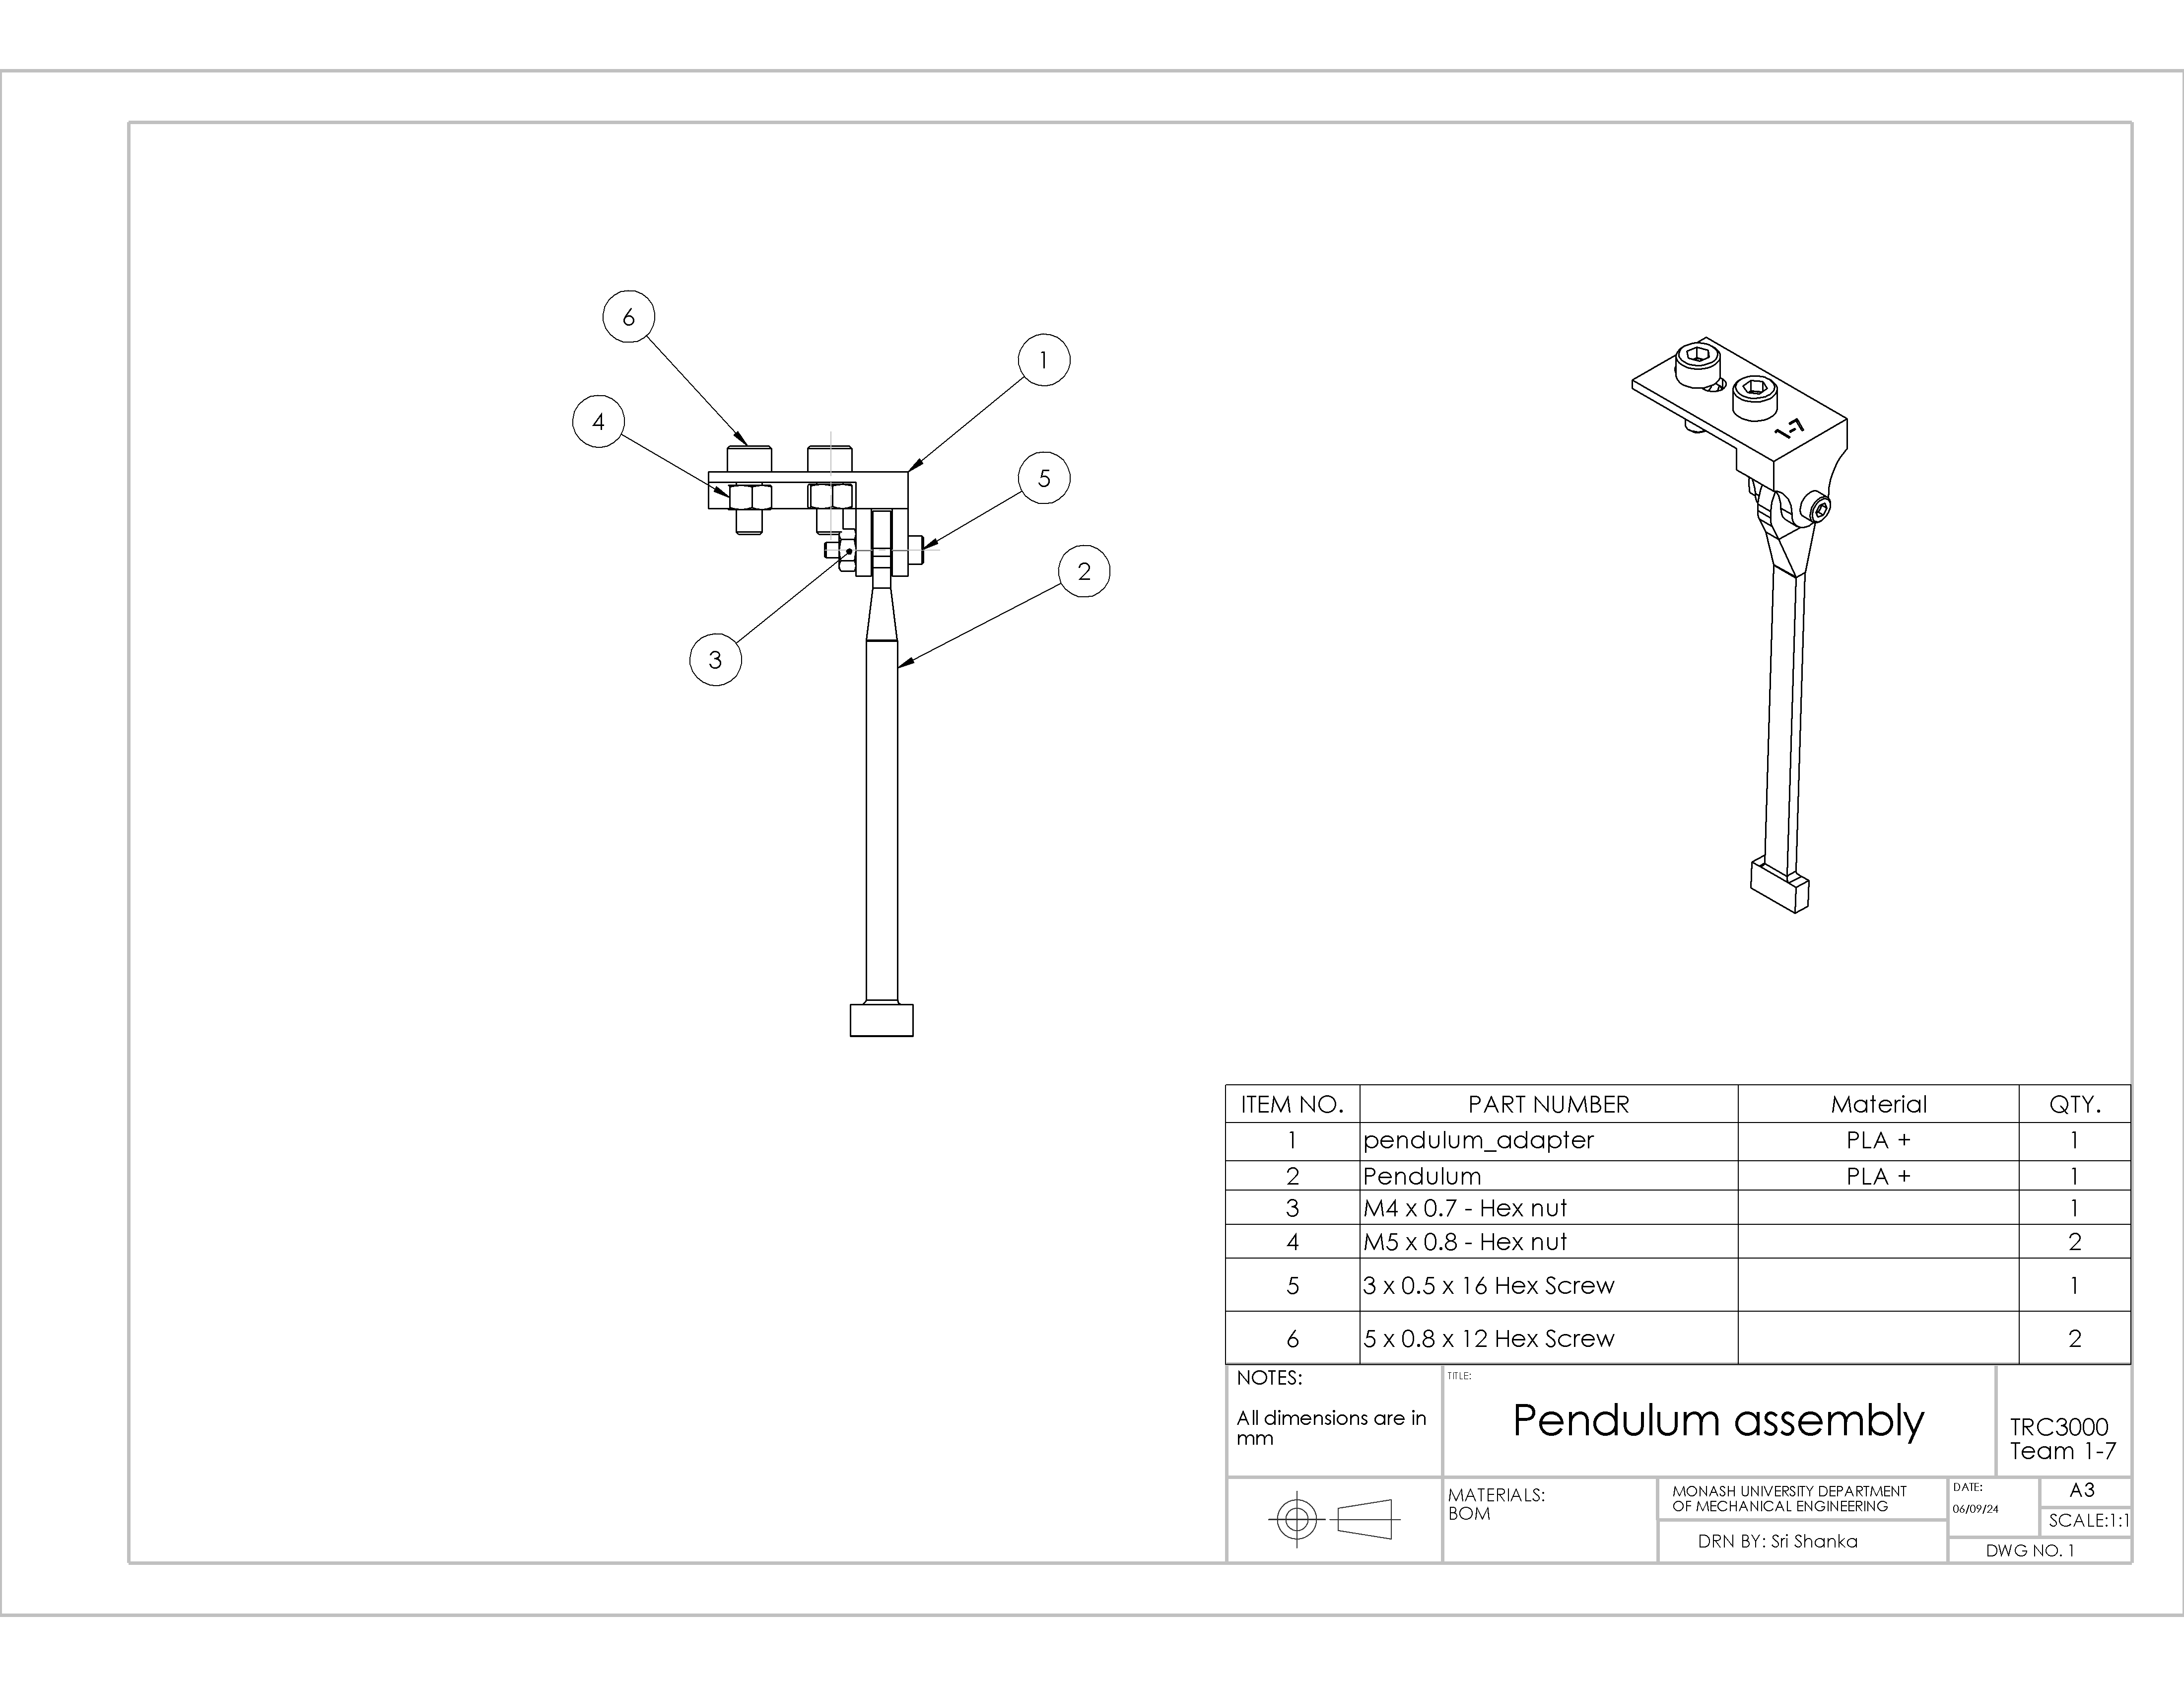 6
1
4
5
2
3
1-7
ITEM NO. PART NUMBER Material QTY.
1 pendulum_adapter PLA + 1
2 Pendulum PLA + 1
3 M4 x 0.7 - Hex nut 1
4 M5 x 0.8 - Hex nut 2
5 3 x 0.5 x 16 Hex Screw 1
6 5 x 0.8 x 12 Hex Screw 2
NOTES:
All dimensions are in
mm
TITLE:
Pendulum assembly
TRC3000
Team 1-7
MATERIALS:
BOM
MONASH UNIVERSITY DEPARTMENT
OF MECHANICAL ENGINEERING
DRN BY: Sri Shanka
DATE:
06/09/24
A3
SCALE:1:1
DWG NO. 1